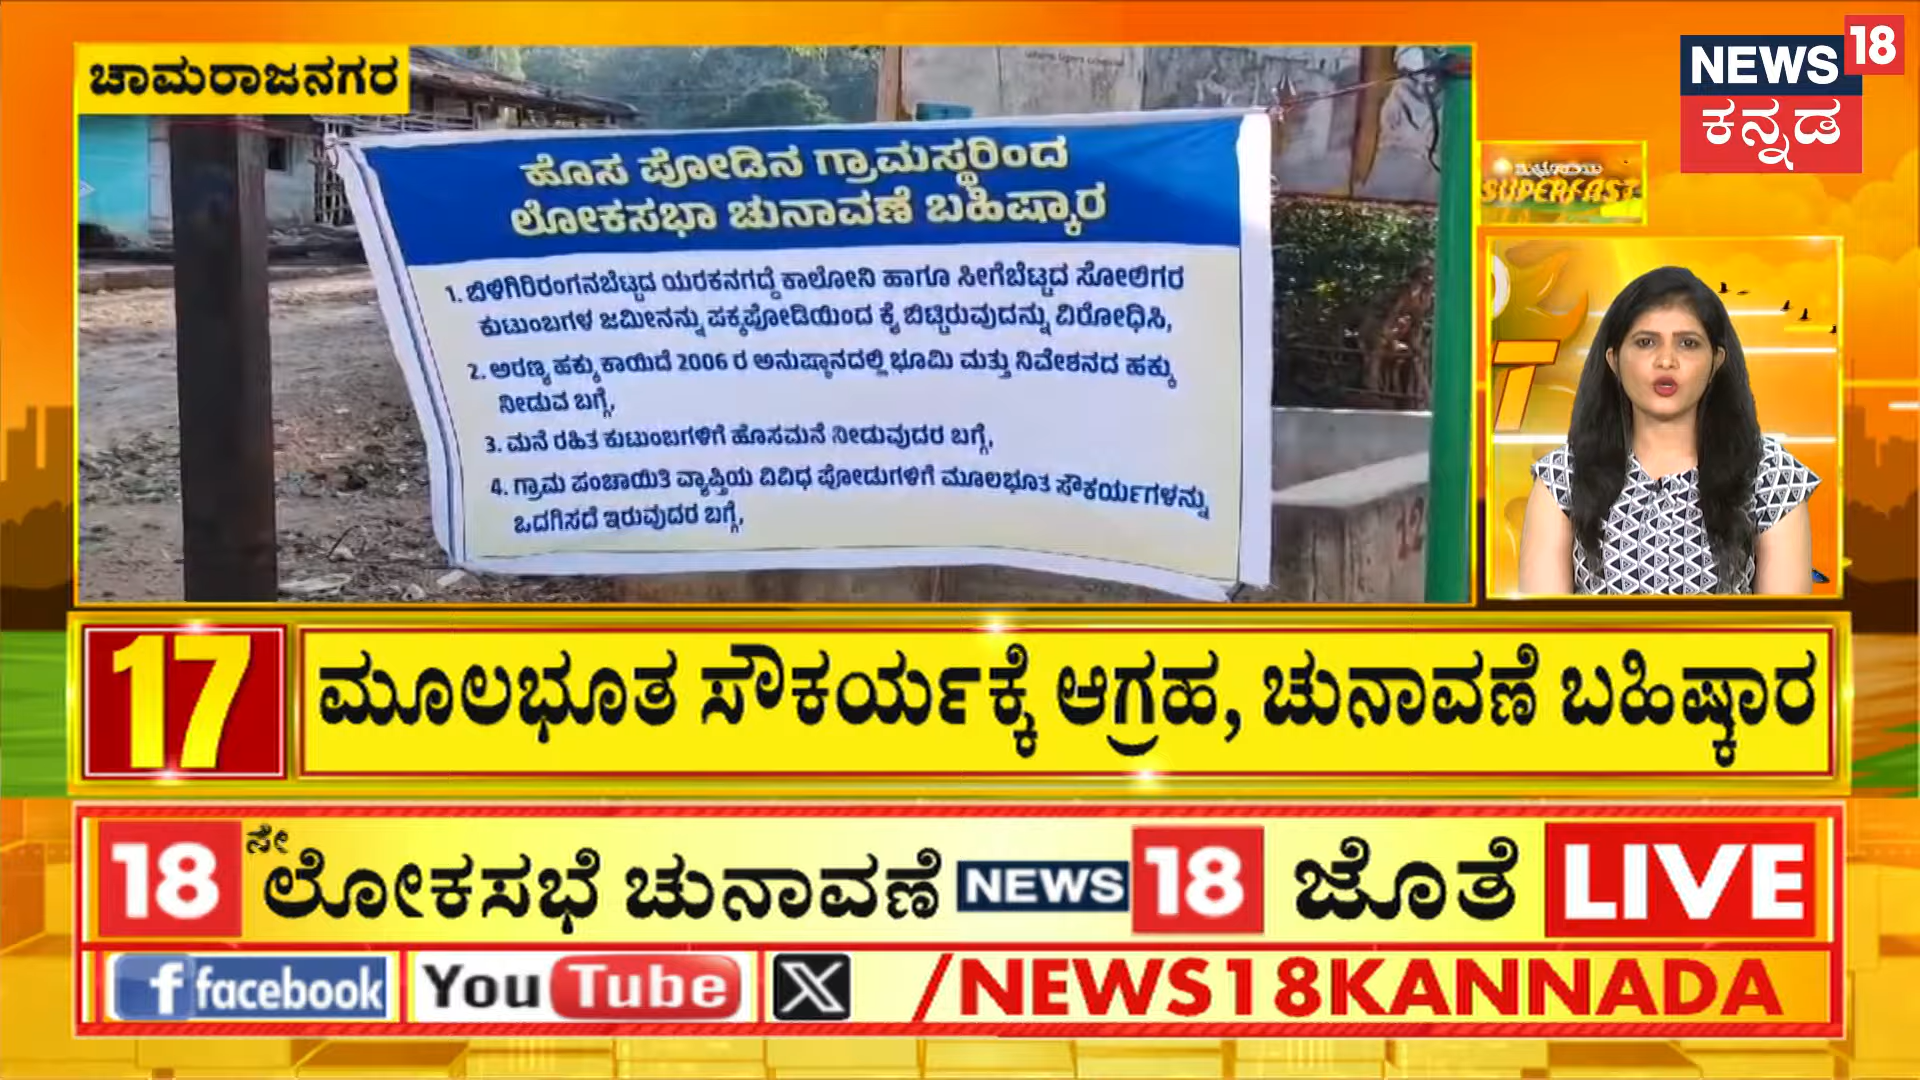 ಚಾಮರಾಜನಗರ
NEWS 18
ಕನ್ನಡ
SUPERFAST
ಹೊಸ ಪೋಡಿನ ಗ್ರಾಮಸ್ಥರಿಂದ
ಲೋಕಸಭಾ ಚುನಾವಣೆ ಬಹಿಷ್ಕಾರ
1. ಬಿಳಿಗಿರಿರಂಗನಬೆಟ್ಟದ ಯರಕನಗದ್ದೆ ಕಾಲೋನಿ ಹಾಗೂ ಸೀಗೆಬೆಟ್ಟದ ಸೋಲಿಗರ
ಕುಟುಂಬಗಳ ಜಮೀನನ್ನು ಪಕ್ಕಪೋಡಿಯಿಂದ ಕೈ ಬಿಟ್ಟಿರುವುದನ್ನು ವಿರೋಧಿಸಿ,
2. ಅರಣ್ಯ ಹಕ್ಕು ಕಾಯಿದೆ 2006 ರ ಅನುಷ್ಠಾನದಲ್ಲಿ ಭೂಮಿ ಮತ್ತು ನಿವೇಶನದ ಹಕ್ಕು
ನೀಡುವ ಬಗ್ಗೆ,
3. ಮನೆ ರಹಿತ ಕುಟುಂಬಗಳಿಗೆ ಹೊಸಮನೆ ನೀಡುವುದರ ಬಗ್ಗೆ,
4. ಗ್ರಾಮ ಪಂಚಾಯಿತಿ ವ್ಯಾಪ್ತಿಯ ವಿವಿಧ ಪೋಡುಗಳಿಗೆ ಮೂಲಭೂತ ಸೌಕರ್ಯಗಳನ್ನು
ಒದಗಿಸದೆ ಇರುವುದರ ಬಗ್ಗೆ,
17 ಮೂಲಭೂತ ಸೌಕರ್ಯಕ್ಕೆ ಆಗ್ರಹ, ಚುನಾವಣೆ ಬಹಿಷ್ಕಾರ
18 ನೇ ಲೋಕಸಭೆ ಚುನಾವಣೆ NEWS 18 ಜೊತೆ LIVE
facebook YouTube X /NEWS18KANNADA